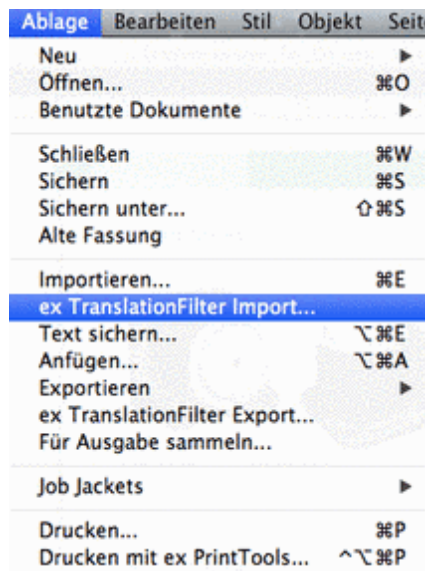 Ablage Bearbeiten Stil Objekt Seit
Neu ▶
Öffnen... ⌘O
Benutzte Dokumente ▶
Schließen ⌘W
Sichern ⌘S
Sichern unter... ⇧⌘S
Alte Fassung
Importieren... ⌘E
ex TranslationFilter Import...
Text sichern... ⌥⌘E
Anfügen... ⌥⌘A
Exportieren ▶
ex TranslationFilter Export...
Für Ausgabe sammeln...
Job Jackets ▶
Drucken... ⌘P
Drucken mit ex PrintTools... ^⌥⌘P